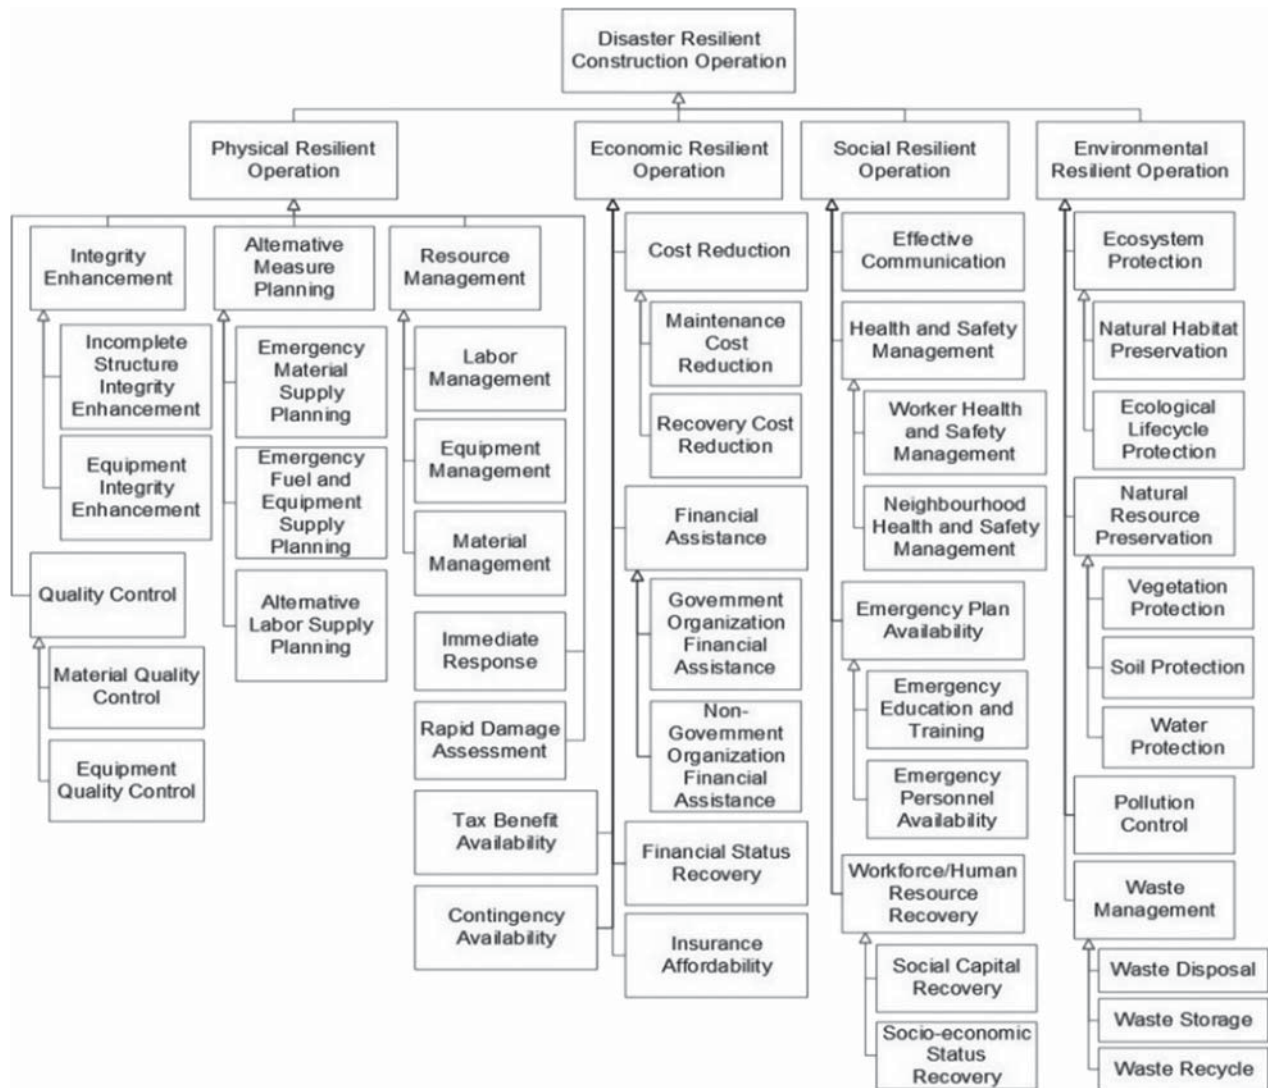 Disaster Resilient
Construction Operation
Physical Resilient
Operation
Economic Resilient
Operation
Social Resilient
Operation
Environmental
Resilient Operation
Integrity
Enhancement
Incomplete
Structure
Integrity
Enhancement
Equipment
Integrity
Enhancement
Quality Control
Material Quality
Control
Equipment
Quality Control
Alternative
Measure
Planning
Emergency
Material
Supply
Planning
Emergency
Fuel and
Equipment
Supply
Planning
Alternative
Labor Supply
Planning
Resource
Management
Labor
Management
Equipment
Management
Material
Management
Immediate
Response
Rapid Damage
Assessment
Tax Benefit
Availability
Contingency
Availability
Cost Reduction
Maintenance
Cost
Reduction
Recovery Cost
Reduction
Financial
Assistance
Government
Organization
Financial
Assistance
Non-
Government
Organization
Financial
Assistance
Financial Status
Recovery
Insurance
Affordability
Effective
Communication
Health and Safety
Management
Worker Health
and Safety
Management
Neighbourhood
Health and Safety
Management
Emergency Plan
Availability
Emergency
Education and
Training
Emergency
Personnel
Availability
Workforce/Human
Resource
Recovery
Social Capital
Recovery
Socio-economic
Status
Recovery
Ecosystem
Protection
Natural Habitat
Preservation
Ecological
Lifecycle
Protection
Natural
Resource
Preservation
Vegetation
Protection
Soil Protection
Water
Protection
Pollution
Control
Waste
Management
Waste Disposal
Waste Storage
Waste Recycle